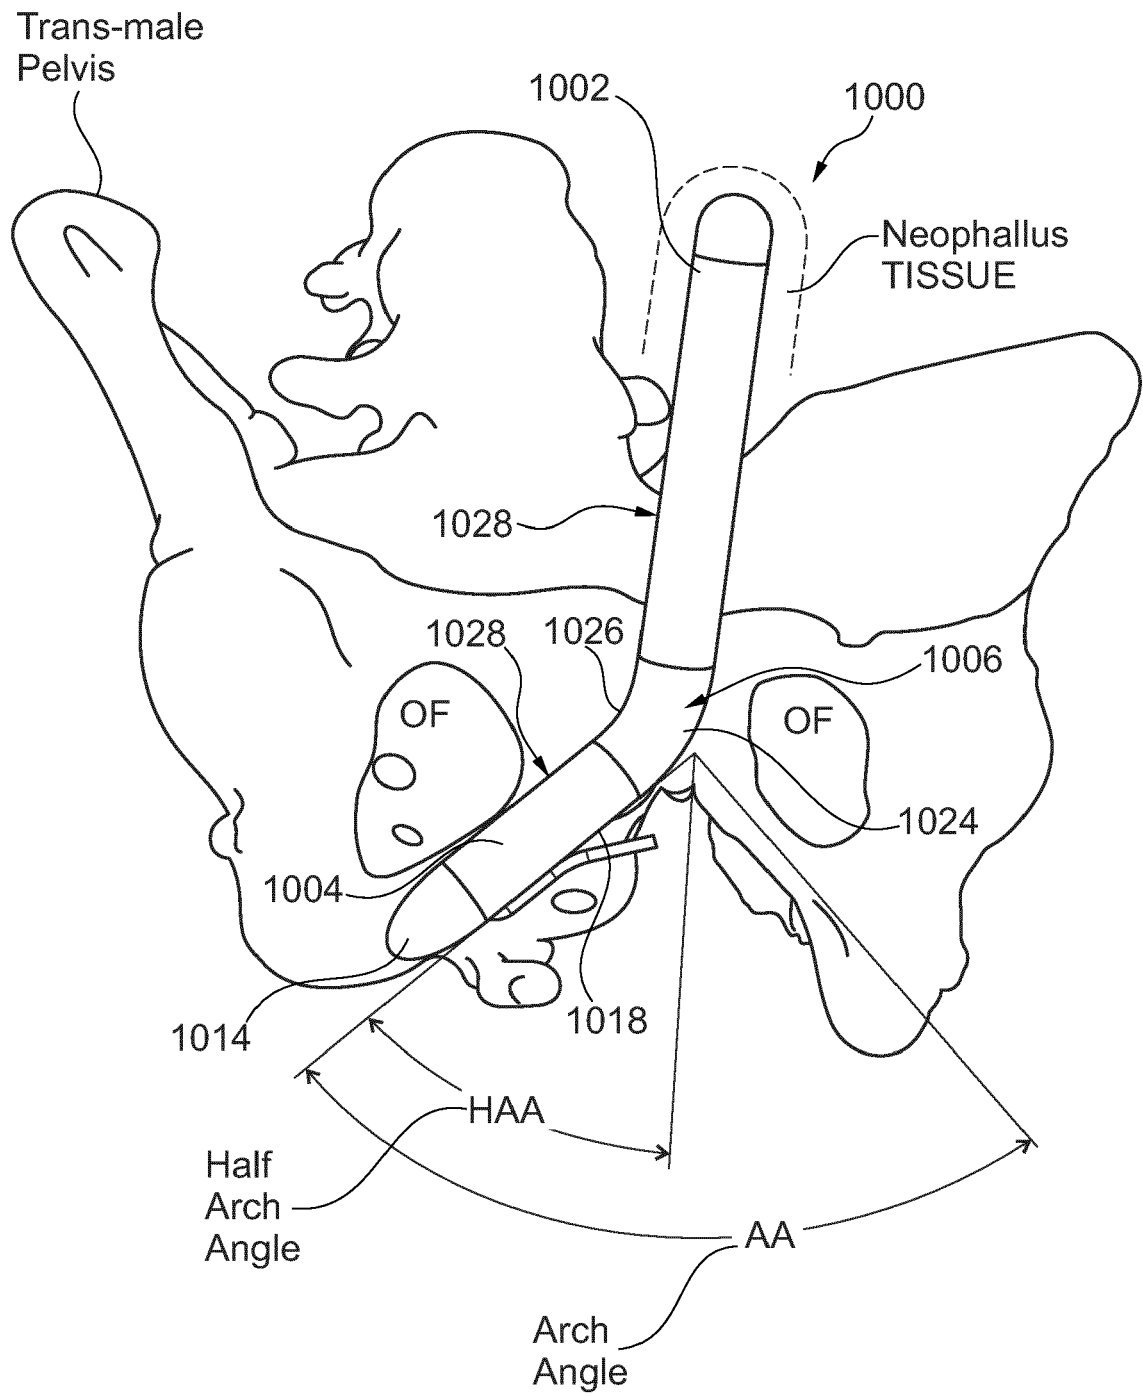 Trans-male
Pelvis
1002
1000
Neophallus
TISSUE
1028
1028
1026
1006
OF
OF
1024
1004
1018
1014
HAA
Half
Arch
Angle
AA
Arch
Angle